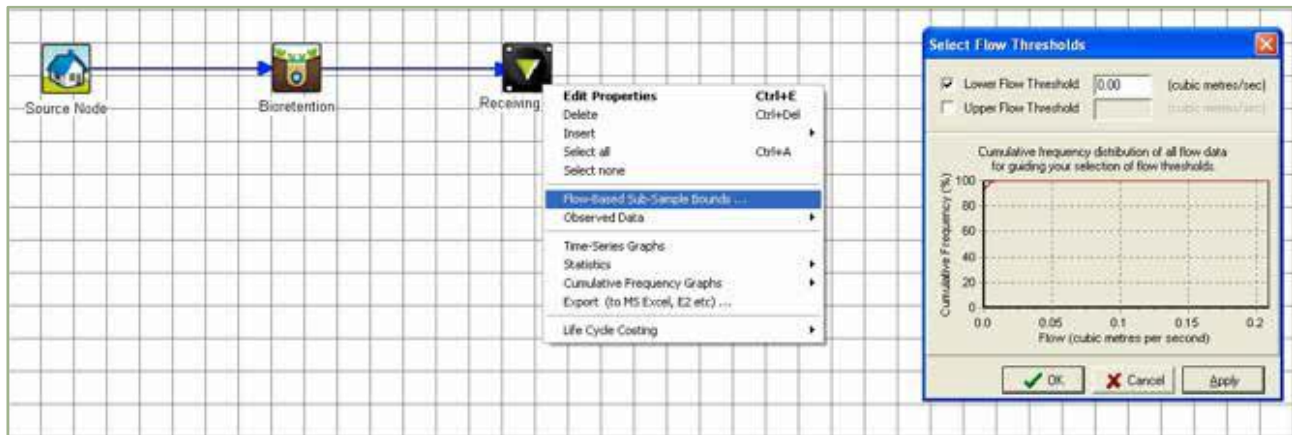 Source Node
Bioretention
Receiving
Edit Properties Ctrl+E
Delete Ctrl+Del
Insert
Select all Ctrl+A
Select none
Flow-Based Sub-Sample Bounds ...
Observed Data
Time-Series Graphs
Statistics
Cumulative Frequency Graphs
Export (to MS Excel, E2 etc) ...
Life Cycle Costing
Select Flow Thresholds
Lower Flow Threshold 0.00 (cubic metres/sec)
Upper Flow Threshold (cubic metres/sec)
Cumulative frequency distribution of all flow data
for guiding your selection of flow thresholds
Cumulative Frequency (%)
100
80
60
40
20
0
0.0 0.05 0.1 0.15 0.2
Flow (cubic metres per second)
OK Cancel Apply